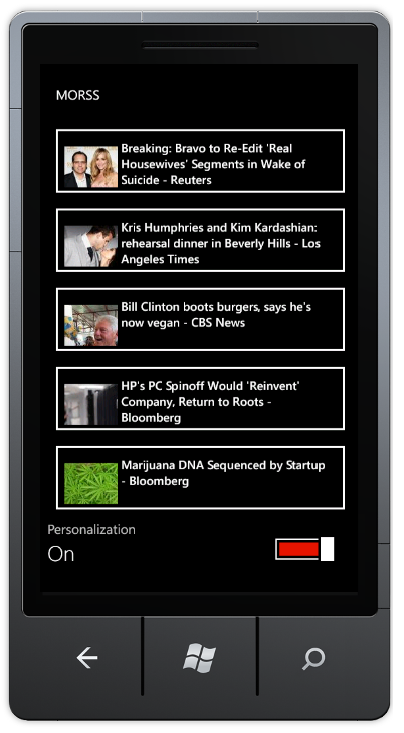 MORSS
Breaking: Bravo to Re-Edit 'Real
Housewives' Segments in Wake of
Suicide - Reuters
Kris Humphries and Kim Kardashian:
rehearsal dinner in Beverly Hills - Los
Angeles Times
Bill Clinton boots burgers, says he's
now vegan - CBS News
HP's PC Spinoff Would 'Reinvent'
Company, Return to Roots -
Bloomberg
Marijuana DNA Sequenced by Startup
- Bloomberg
Personalization
On